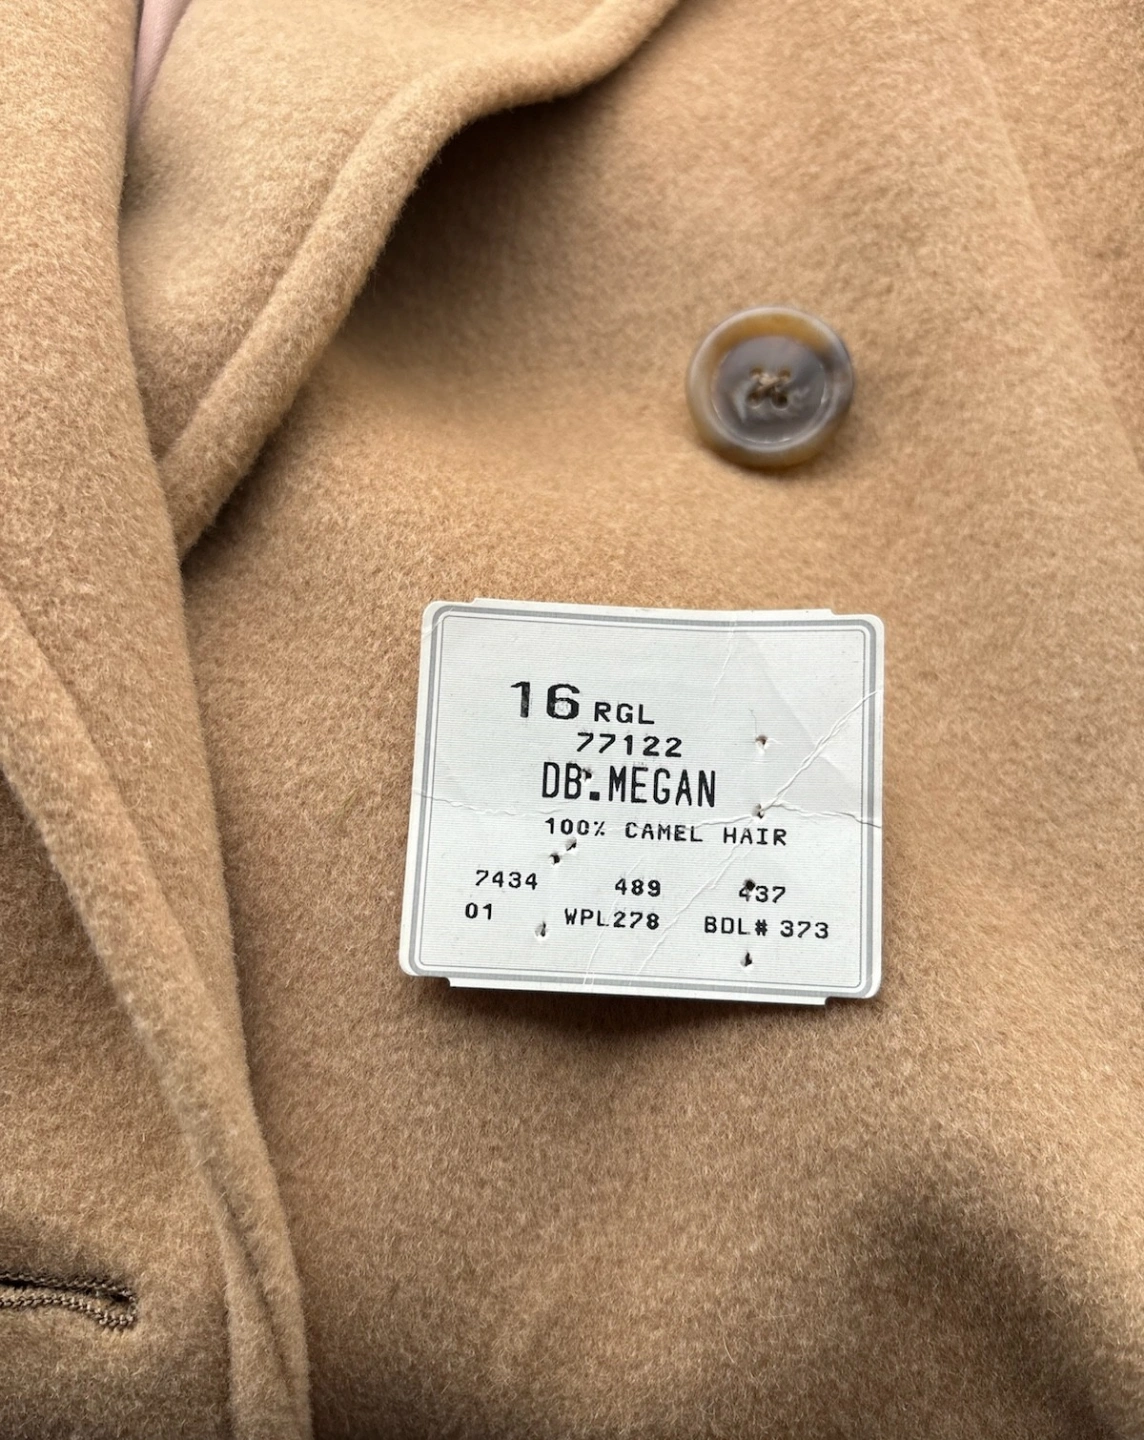 16 RGL
77122
DB.MEGAN
100% CAMEL HAIR
7434 489 437
01 WPL278 BDL# 373